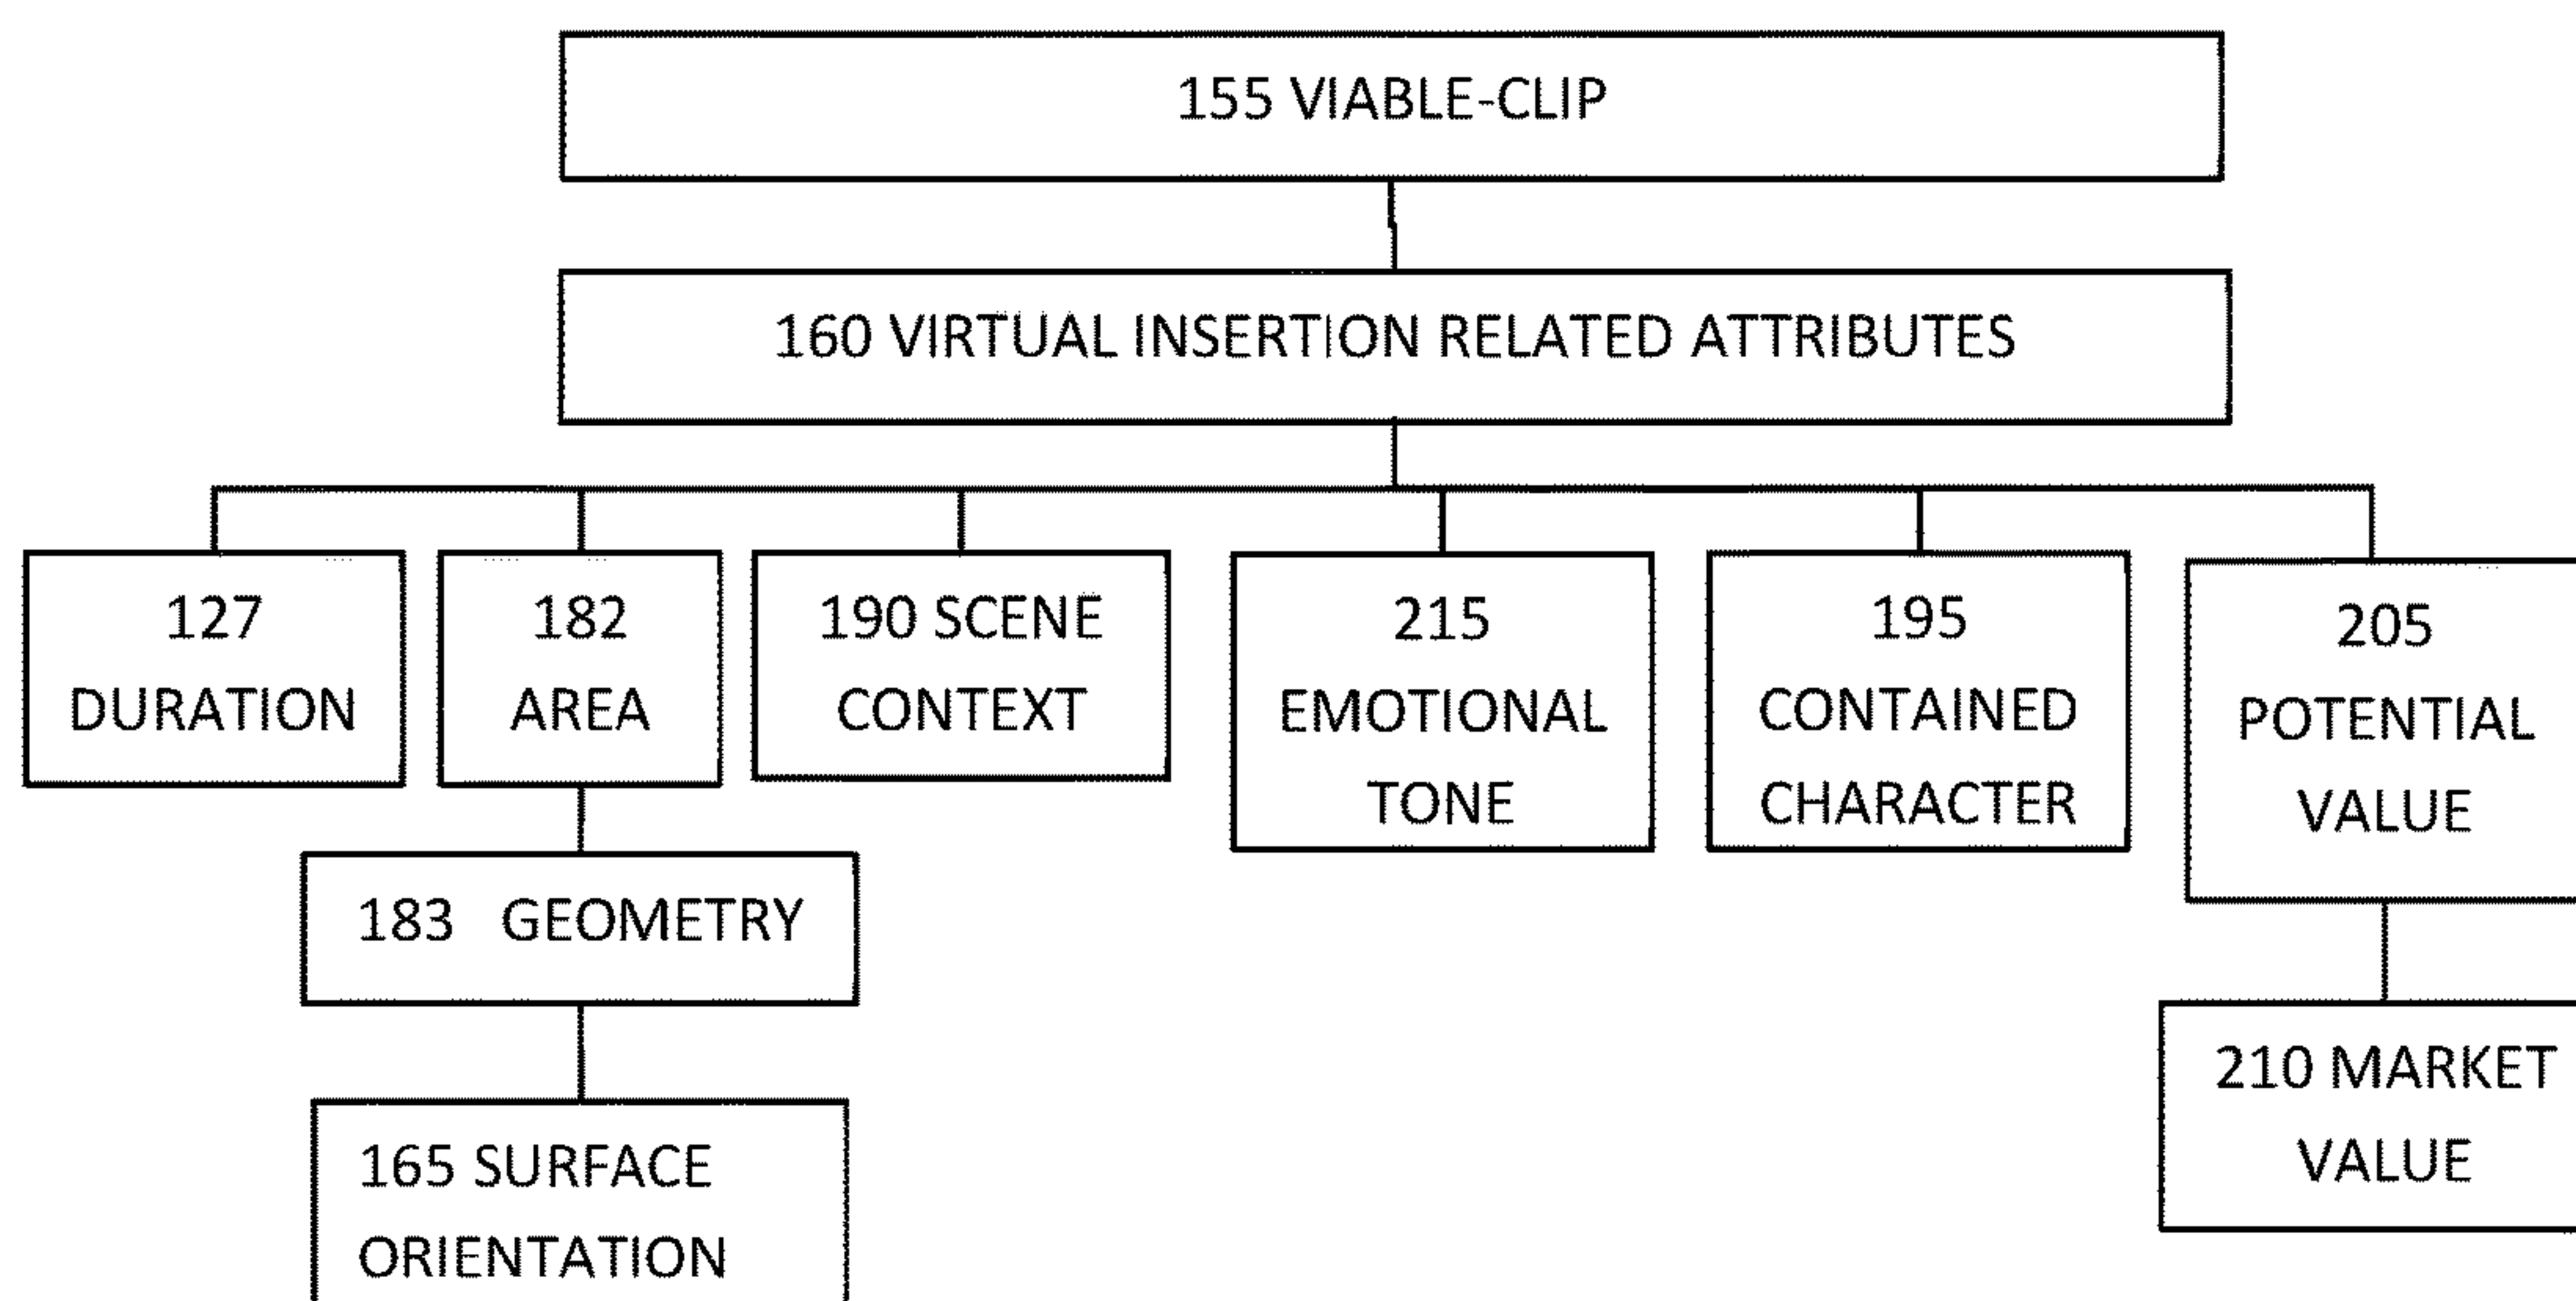 155 VIABLE-CLIP
160 VIRTUAL INSERTION RELATED ATTRIBUTES
127
DURATION
182
AREA
190 SCENE
CONTEXT
215
EMOTIONAL
TONE
195
CONTAINED
CHARACTER
205
POTENTIAL
VALUE
183 GEOMETRY
210 MARKET
VALUE
165 SURFACE
ORIENTATION